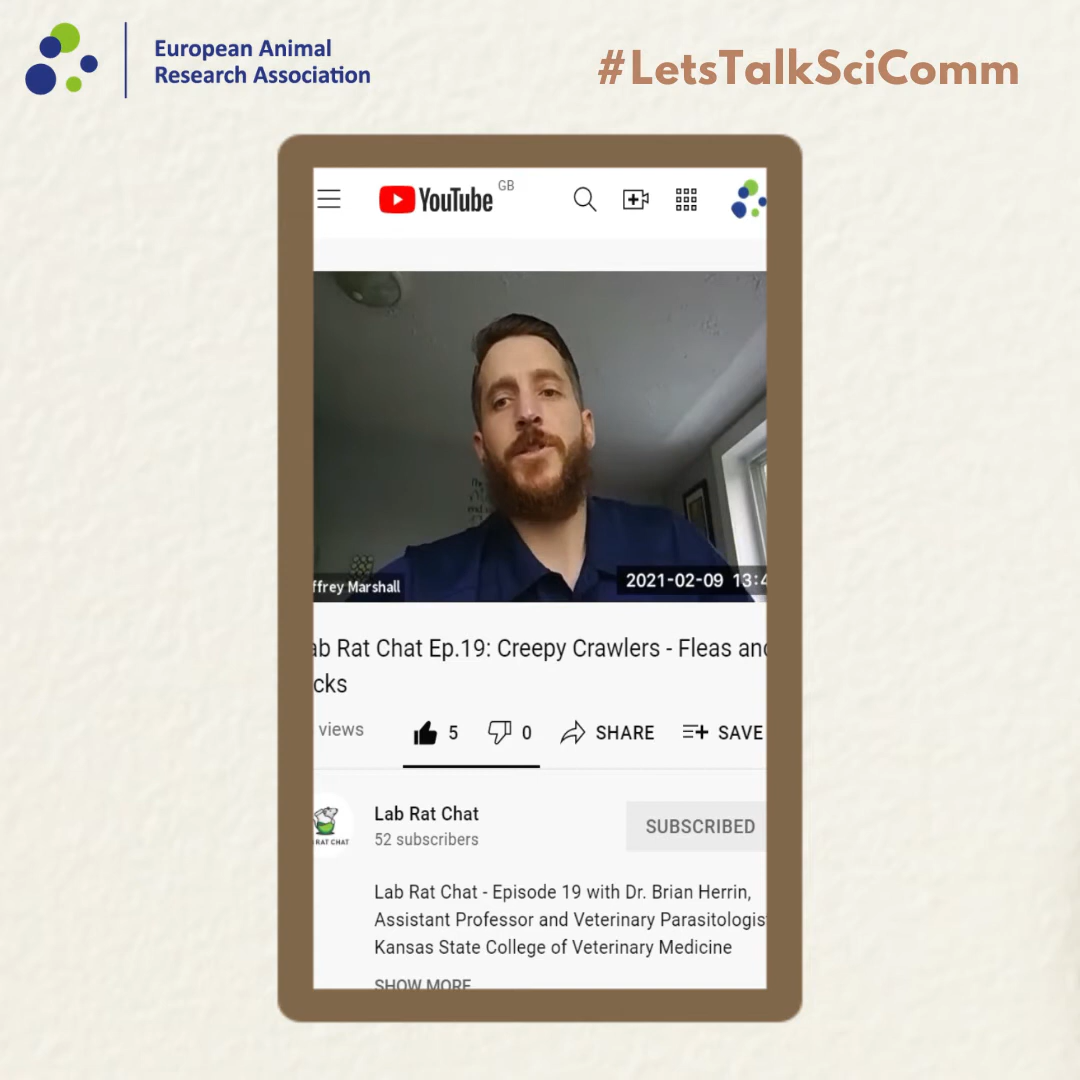 European Animal
Research Association
#LetsTalkSciComm
YouTube GB
ffrey Marshall
2021-02-09 13:4
ab Rat Chat Ep.19: Creepy Crawlers - Fleas and
cks
views
5
0
SHARE
SAVE
RAT CHAT
Lab Rat Chat
52 subscribers
SUBSCRIBED
Lab Rat Chat - Episode 19 with Dr. Brian Herrin,
Assistant Professor and Veterinary Parasitologis
Kansas State College of Veterinary Medicine
SHOW MORE